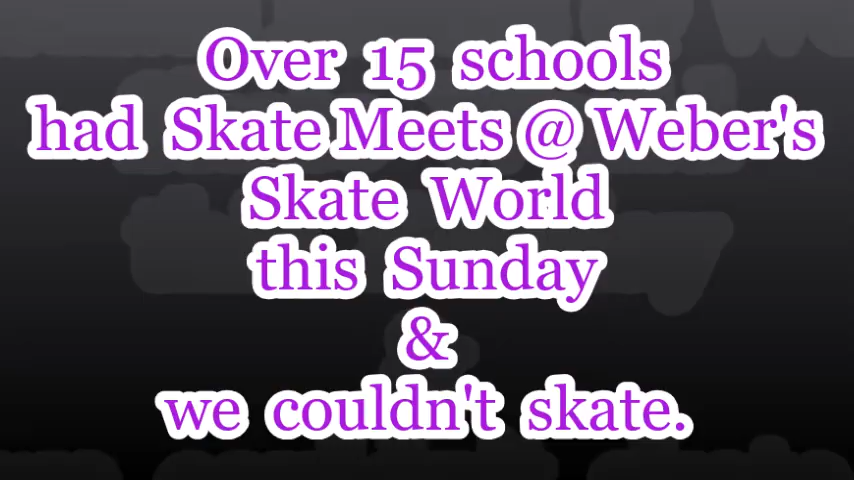 Over 15 schools
had Skate Meets @ Weber's
Skate World
this Sunday
&
we couldn't skate.